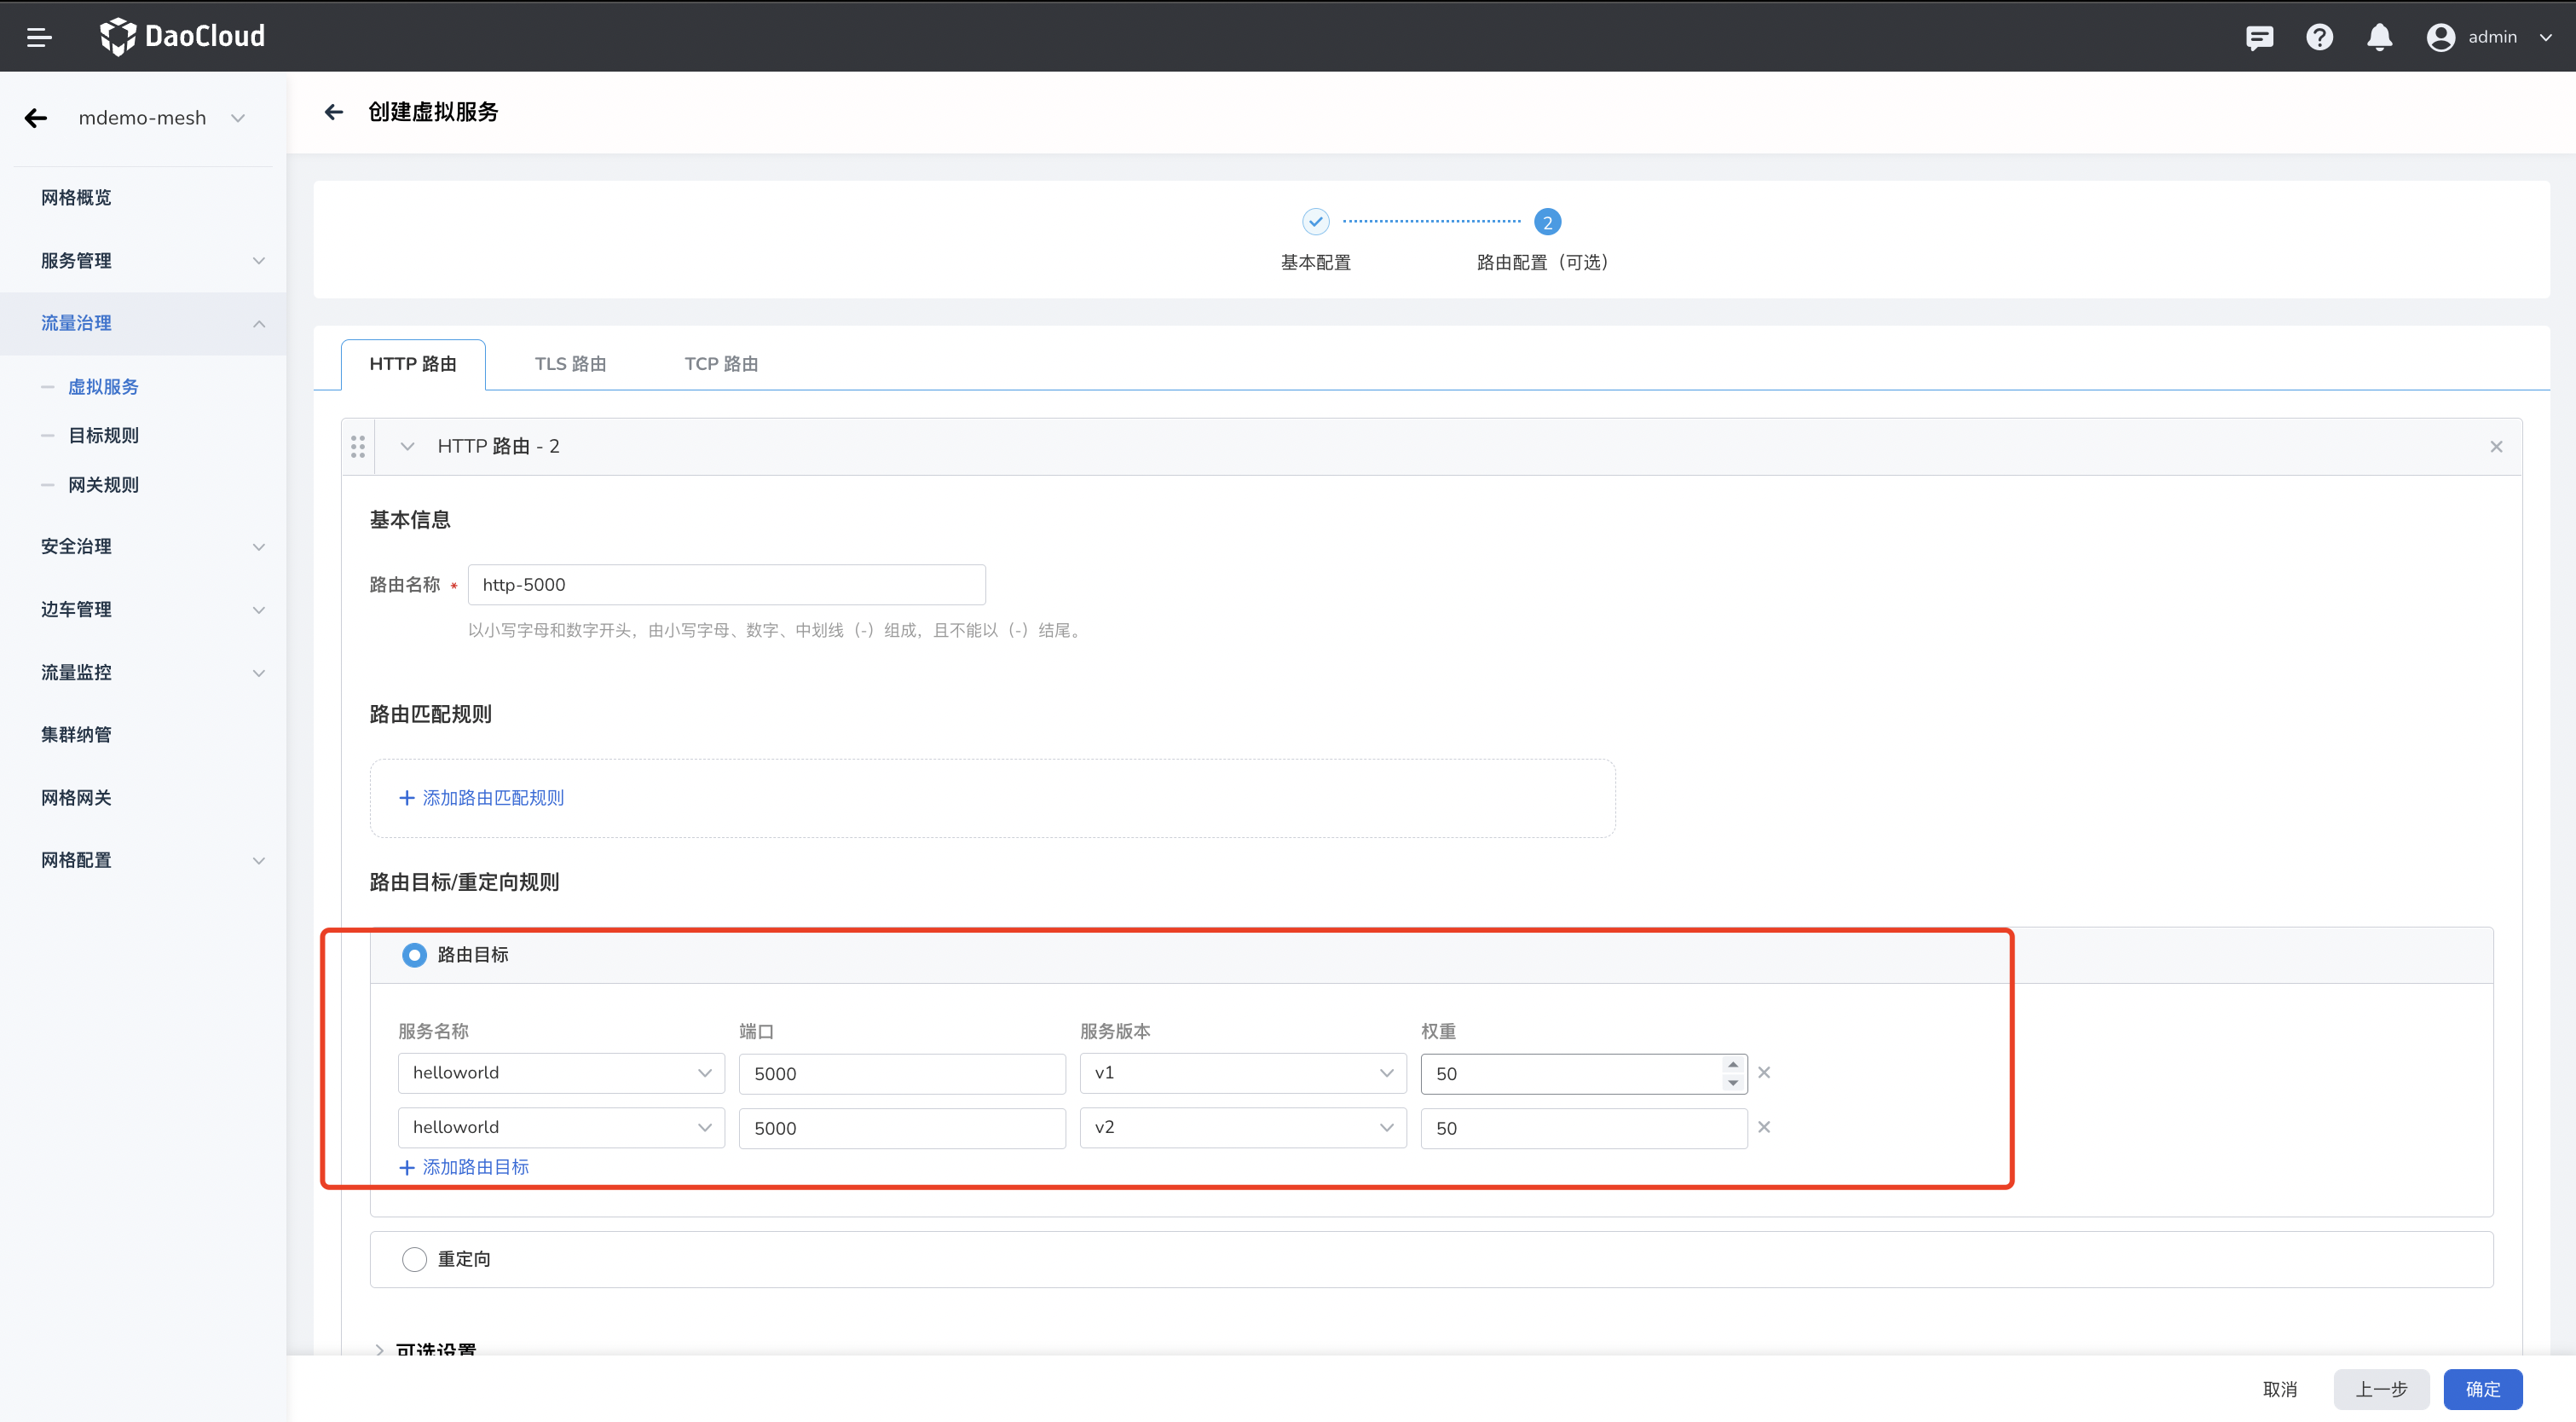 DaoCloud
admin
mdemo-mesh
网格概览
服务管理
流量治理
虚拟服务
目标规则
网关规则
安全治理
边车管理
流量监控
集群纳管
网格网关
网格配置
创建虚拟服务
2
基本配置
路由配置（可选）
HTTP 路由
TLS 路由
TCP 路由
HTTP 路由 - 2
基本信息
路由名称 *
http-5000
以小写字母和数字开头，由小写字母、数字、中划线（-）组成，且不能以（-）结尾。
路由匹配规则
添加路由匹配规则
路由目标/重定向规则
路由目标
服务名称 端口 服务版本 权重
helloworld 5000 v1 50
helloworld 5000 v2 50
添加路由目标
重定向
可选设置
取消 上一步 确定